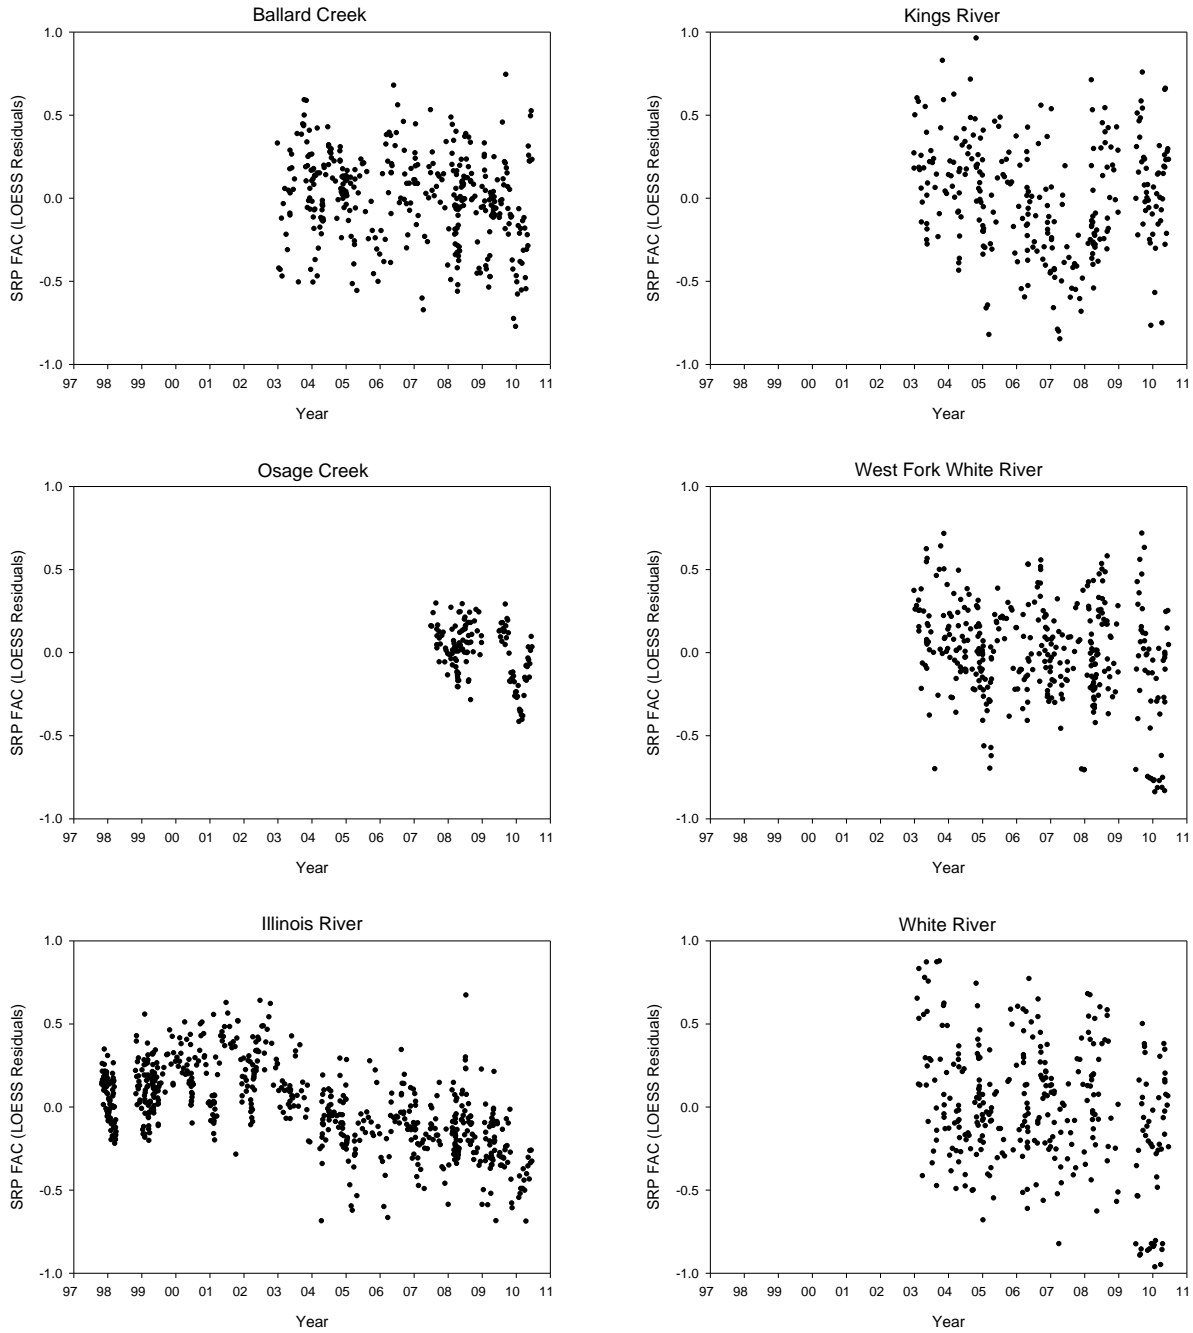 Ballard Creek
1.0
0.5
0.0
-0.5
-1.0
SRP FAC (LOESS Residuals)
97 98 99 00 01 02 03 04 05 06 07 08 09 10 11
Year
Kings River
1.0
0.5
0.0
-0.5
-1.0
SRP FAC (LOESS Residuals)
97 98 99 00 01 02 03 04 05 06 07 08 09 10 11
Year
Osage Creek
1.0
0.5
0.0
-0.5
-1.0
SRP FAC (LOESS Residuals)
97 98 99 00 01 02 03 04 05 06 07 08 09 10 11
Year
West Fork White River
1.0
0.5
0.0
-0.5
-1.0
SRP FAC (LOESS Residuals)
97 98 99 00 01 02 03 04 05 06 07 08 09 10 11
Year
Illinois River
1.0
0.5
0.0
-0.5
-1.0
SRP FAC (LOESS Residuals)
97 98 99 00 01 02 03 04 05 06 07 08 09 10 11
Year
White River
1.0
0.5
0.0
-0.5
-1.0
SRP FAC (LOESS Residuals)
97 98 99 00 01 02 03 04 05 06 07 08 09 10 11
Year